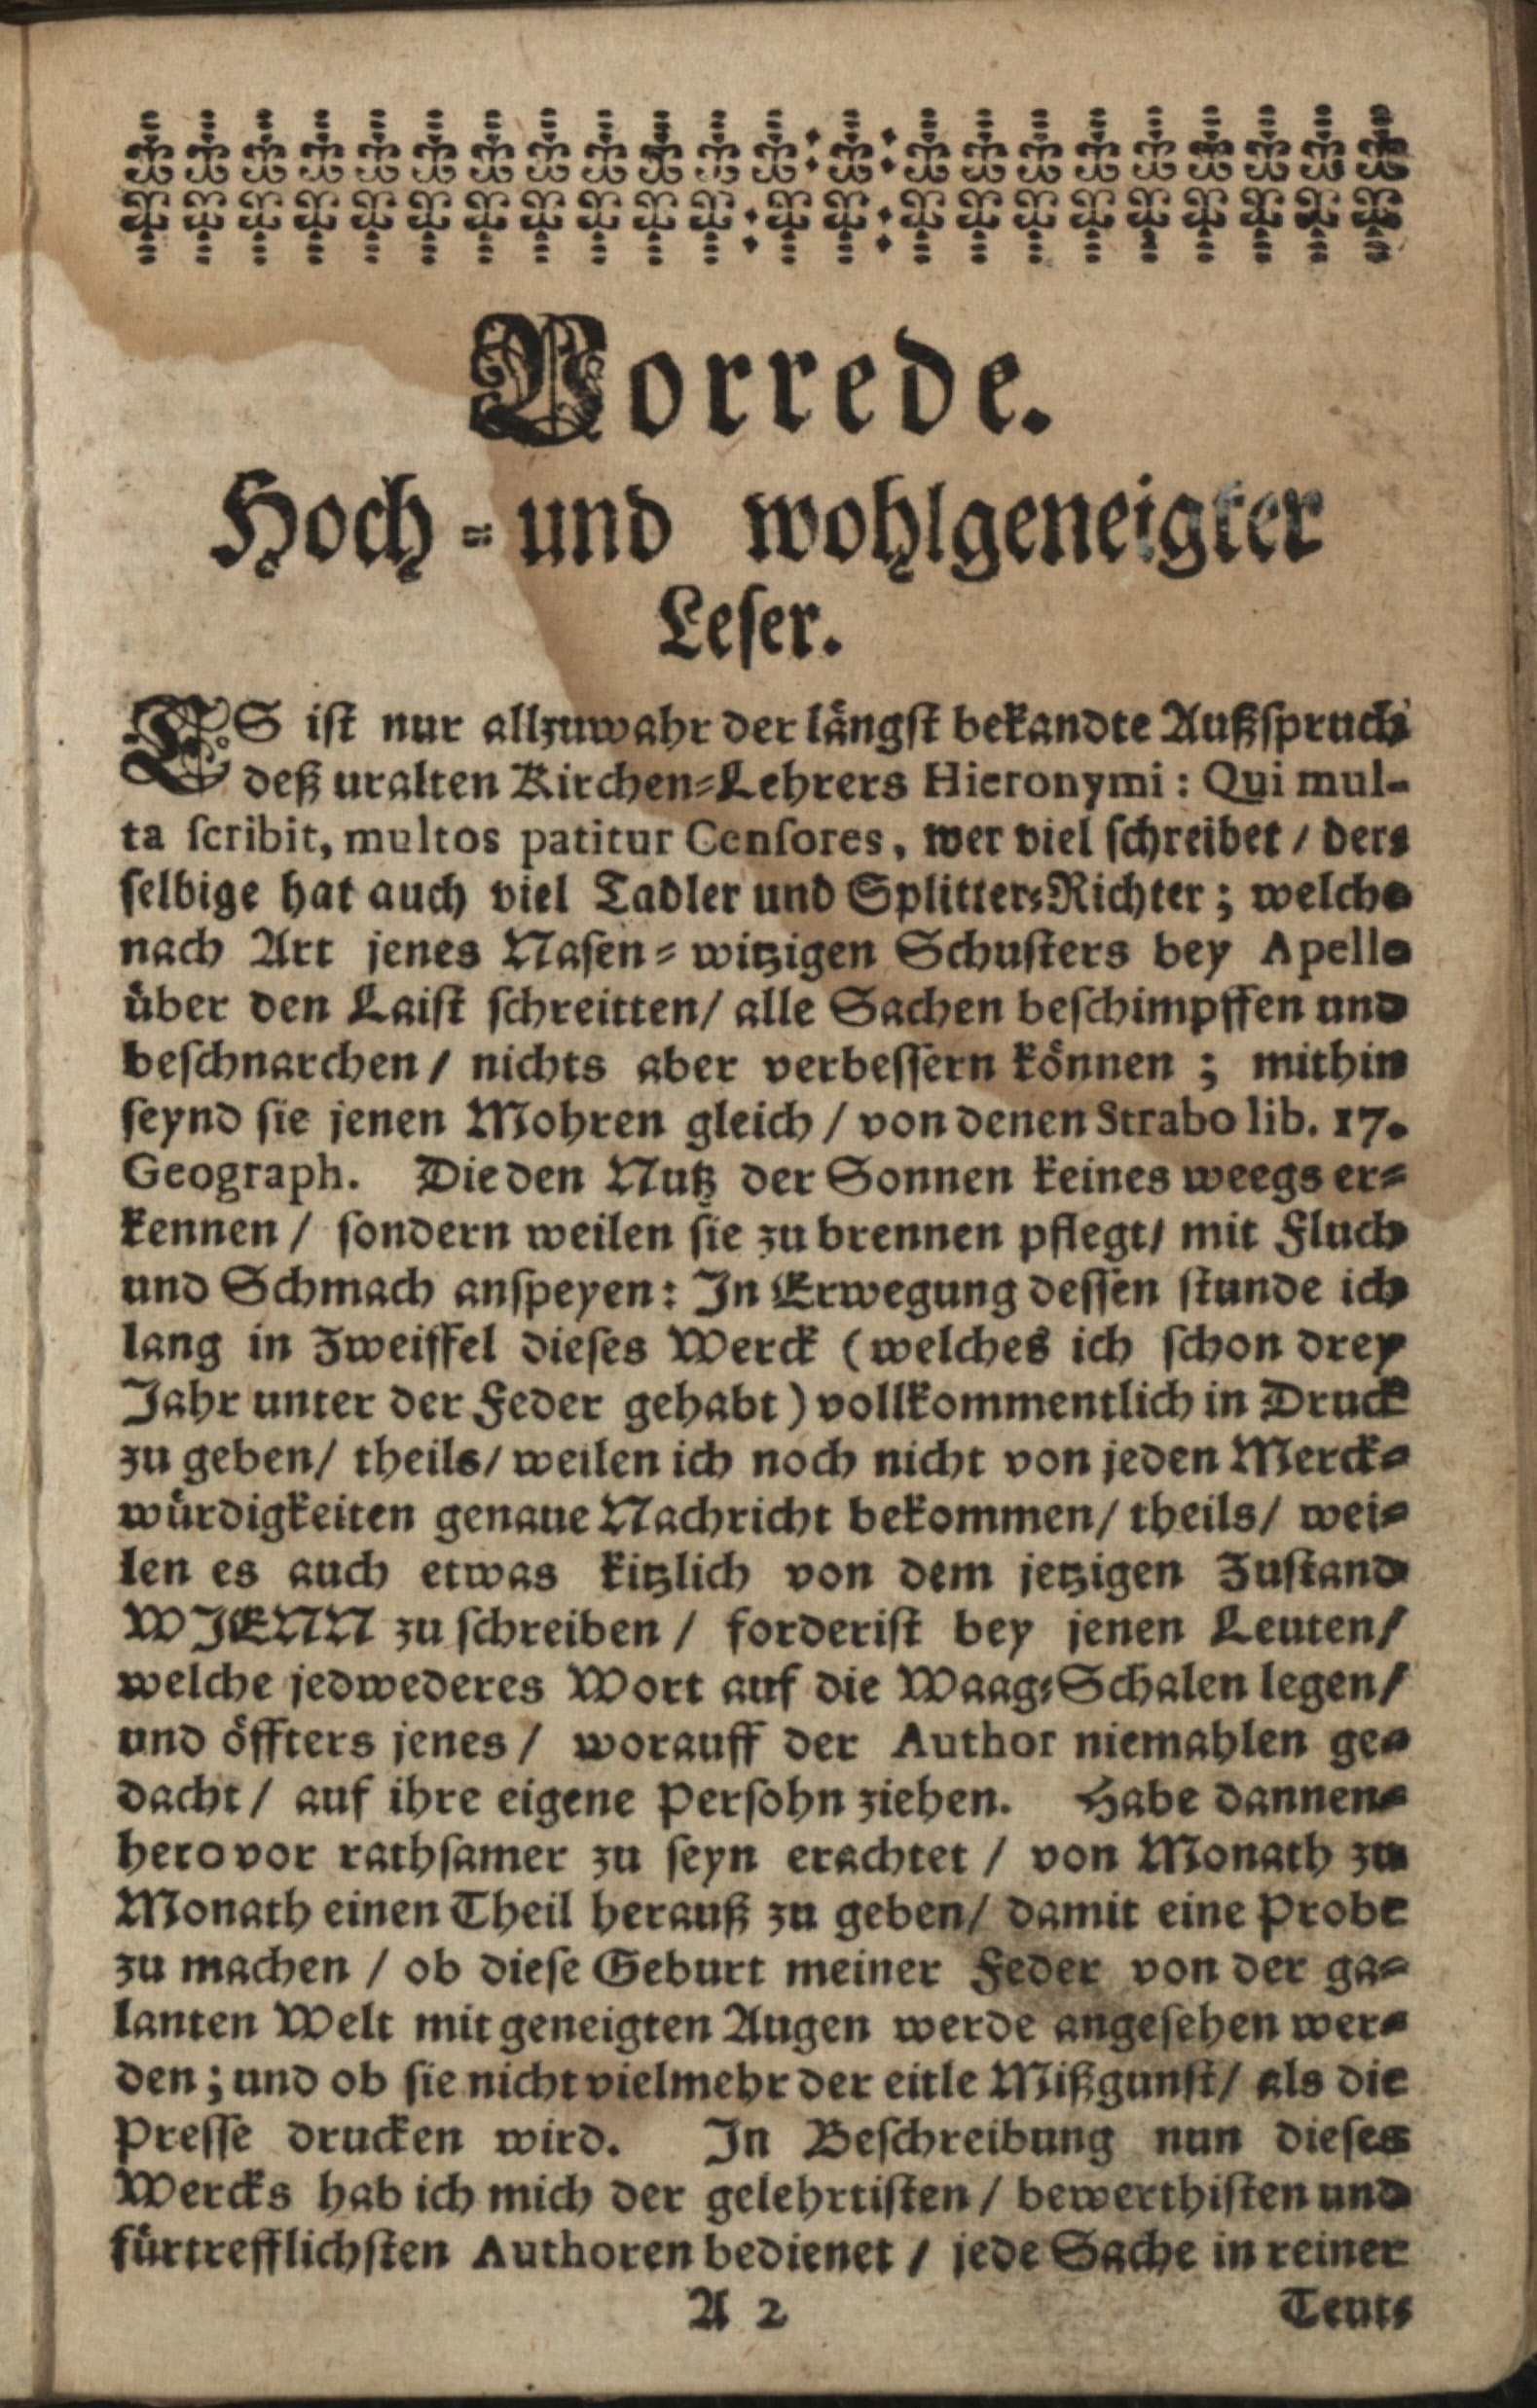 Vorrede.
Hoch- und wohlgeneigter
Leser.
ES ist nur allzuwahr der längst bekandte Außspruch
deß uralten Kirchen-Lehrers Hieronymi: Qui mul-
ta scribit, multos patitur Censores, wer viel schreibet / der-
selbige hat auch viel Tadler und Splitter-Richter; welche
nach Art jenes Nasen-witzigen Schusters bey Apelle
über den Laist schreitten/ alle Sachen beschimpffen und
beschnarchen / nichts aber verbessern können; mithin
seynd sie jenen Mohren gleich / von denen Strabo lib. 17.
Geograph. Die den Nutz der Sonnen keines weegs er-
kennen / sondern weilen sie zu brennen pflegt/ mit Fluch
und Schmach anspeyen: In Erwegung dessen stunde ich
lang in Zweiffel dieses Werck (welches ich schon drey
Jahr unter der Feder gehabt) vollkommentlich in Druck
zu geben/ theils/ weilen ich noch nicht von jeden Merck-
würdigkeiten genaue Nachricht bekommen/ theils/ wei-
len es auch etwas kitzlich von dem jetzigen Zustand
WIENN zu schreiben / forderist bey jenen Leuten/
welche jedwederes Wort auf die Waag-Schalen legen/
und öffters jenes / worauff der Author niemahlen ge-
dacht / auf ihre eigene Persohn ziehen. Habe dannen-
hero vor rathsamer zu seyn erachtet / von Monath zu
Monath einen Theil herauß zu geben/ damit eine Probe
zu machen / ob diese Geburt meiner Feder von der ga-
lanten Welt mit geneigten Augen werde angesehen wer-
den; und ob sie nicht vielmehr der eitle Mißgunst/ als die
Presse drucken wird. In Beschreibung nun dieses
Wercks hab ich mich der gelehrtisten / bewerthisten und
fürtrefflichsten Authoren bedienet / jede Sache in reiner
A 2 Teut-